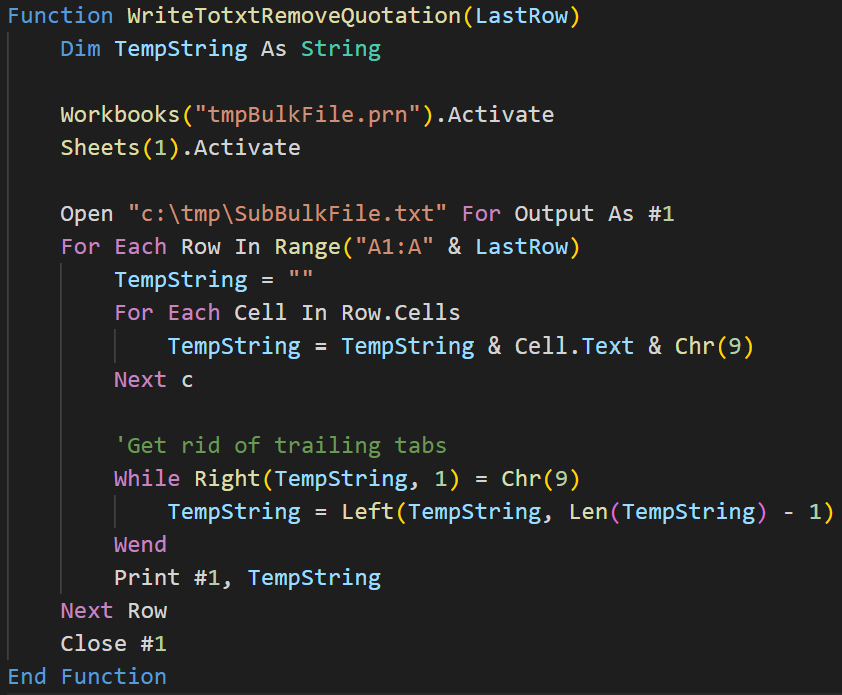 Function WriteTotxtRemoveQuotation(LastRow)
    Dim TempString As String

    Workbooks("tmpBulkFile.prn").Activate
    Sheets(1).Activate

    Open "c:\tmp\SubBulkFile.txt" For Output As #1
    For Each Row In Range("A1:A" & LastRow)
        TempString = ""
        For Each Cell In Row.Cells
            TempString = TempString & Cell.Text & Chr(9)
        Next c

        'Get rid of trailing tabs
        While Right(TempString, 1) = Chr(9)
            TempString = Left(TempString, Len(TempString) - 1)
        Wend
        Print #1, TempString
    Next Row
    Close #1
End Function